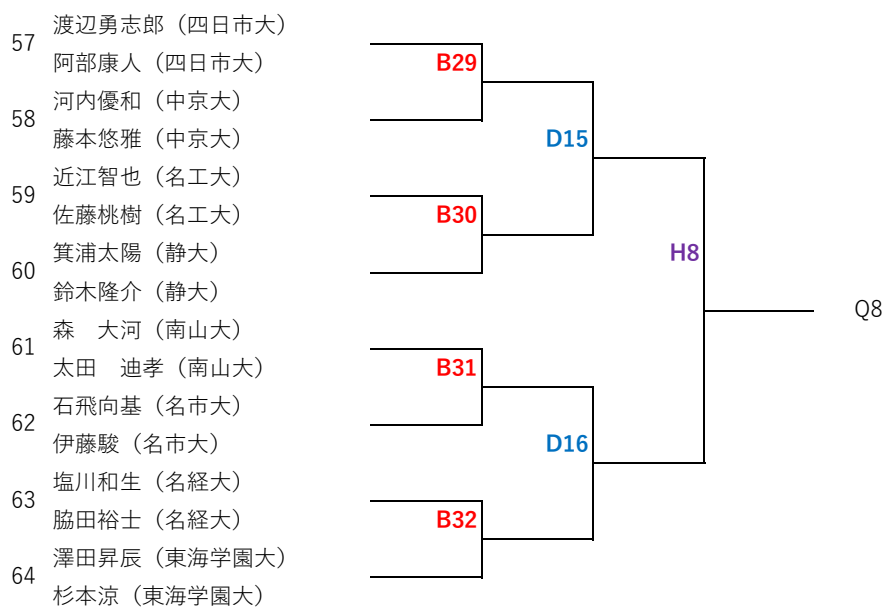 57
渡辺勇志郎（四日市大）
阿部康人（四日市大）
58
河内優和（中京大）
藤本悠雅（中京大）
59
近江智也（名工大）
佐藤桃樹（名工大）
60
箕浦太陽（静大）
鈴木隆介（静大）
61
森　大河（南山大）
太田　迪孝（南山大）
62
石飛向基（名市大）
伊藤駿（名市大）
63
塩川和生（名経大）
脇田裕士（名経大）
64
澤田昇辰（東海学園大）
杉本涼（東海学園大）
B29
B30
B31
B32
D15
D16
H8
Q8